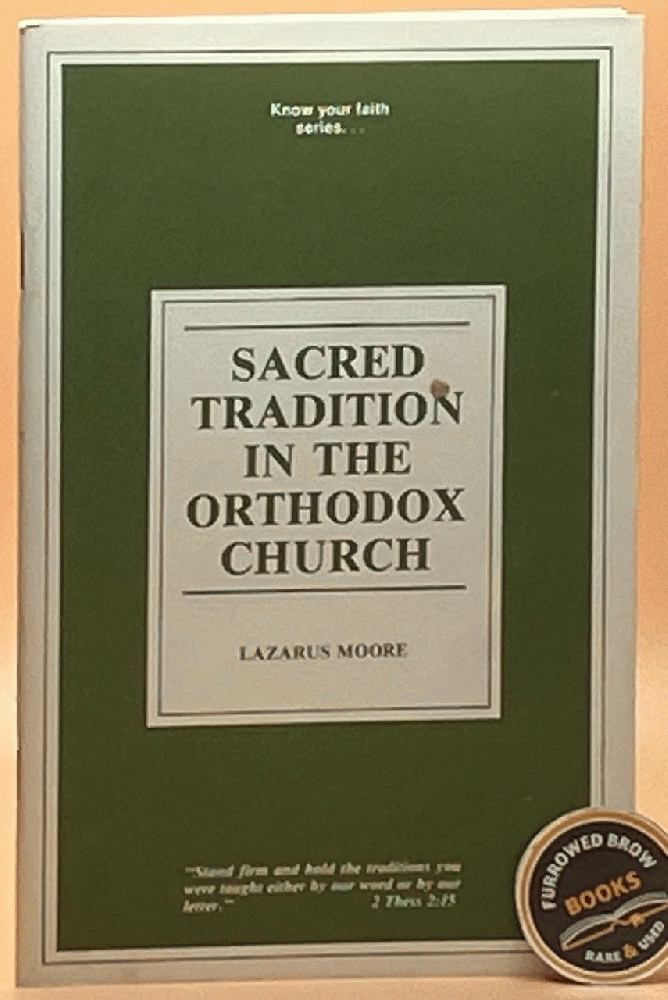 Know your faith
series. . .
SACRED
TRADITION
IN THE
ORTHODOX
CHURCH
LAZARUS MOORE
"Stand firm and hold the traditions you
were taught either by our word or by our
letter." 2 Thess 2:15
FURROWED BROW
BOOKS
RARE & USED